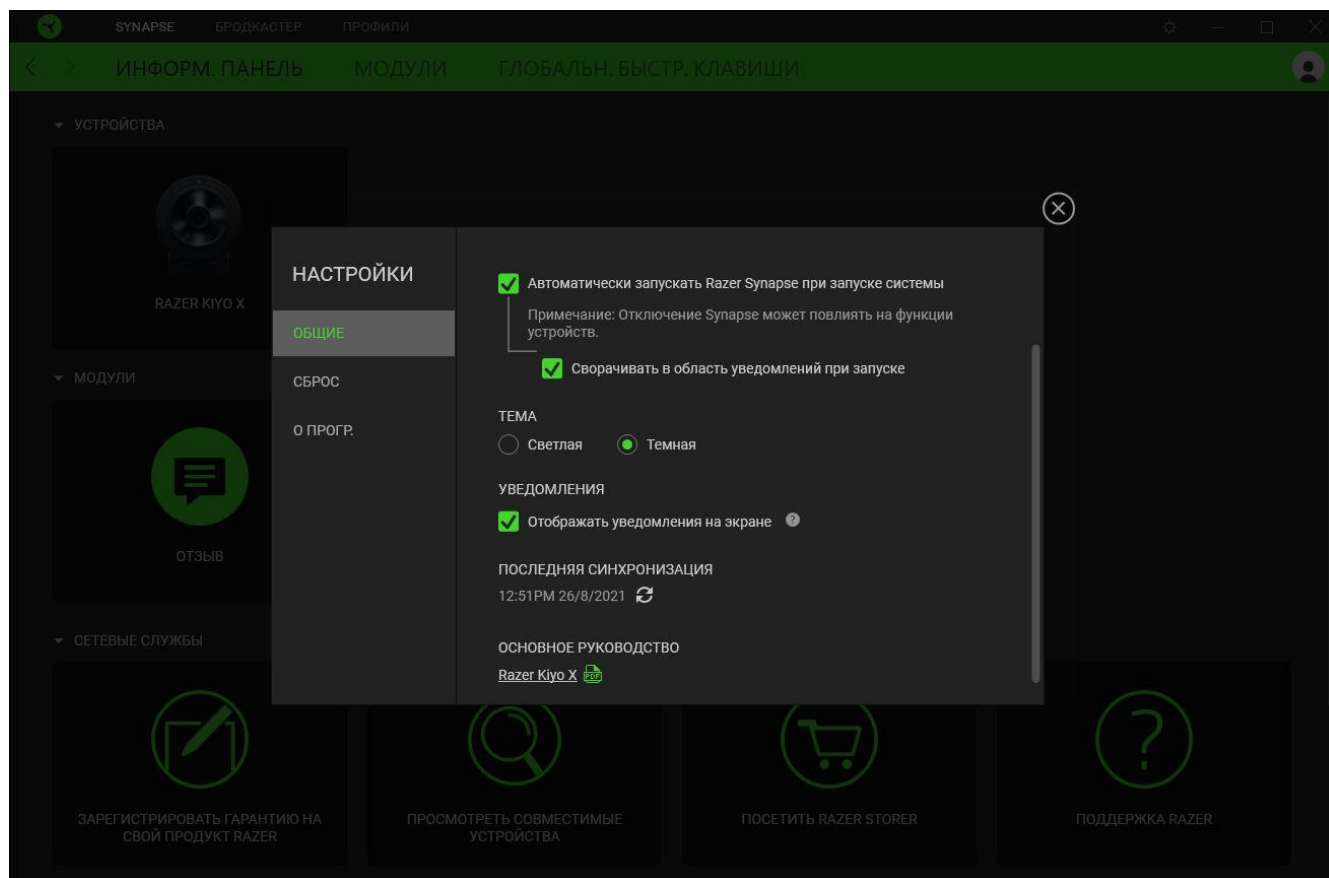 SYNAPSE БРОДКАСТЕР ПРОФИЛИ
ИНФОРМ. ПАНЕЛЬ МОДУЛИ ГЛОБАЛЬН. БЫСТР. КЛАВИШИ
УСТРОЙСТВА
RAZER KIYO X
МОДУЛИ
ОТЗЫВ
СЕТЕВЫЕ СЛУЖБЫ
НАСТРОЙКИ
ОБЩИЕ
СБРОС
О ПРОГР.
Автоматически запускать Razer Synapse при запуске системы
Примечание: Отключение Synapse может повлиять на функции
устройств.
Сворачивать в область уведомлений при запуске
ТЕМА
Светлая Темная
УВЕДОМЛЕНИЯ
Отображать уведомления на экране ?
ПОСЛЕДНЯЯ СИНХРОНИЗАЦИЯ
12:51PM 26/8/2021
ОСНОВНОЕ РУКОВОДСТВО
Razer Kiyo X PDF
ЗАРЕГИСТРИРОВАТЬ ГАРАНТИЮ НА
СВОЙ ПРОДУКТ RAZER
ПРОСМОТРЕТЬ СОВМЕСТИМЫЕ
УСТРОЙСТВА
ПОСЕТИТЬ RAZER STORER
?
ПОДДЕРЖКА RAZER